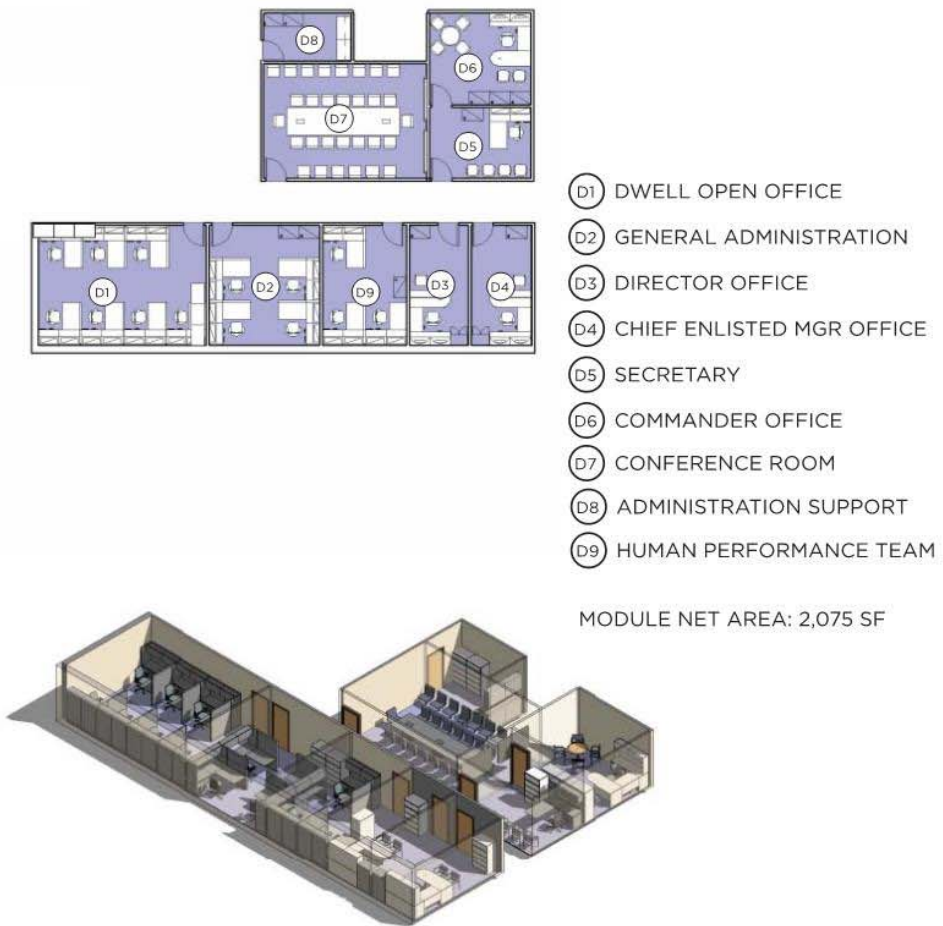 D8
D6
D7
D5
D1 DWELL OPEN OFFICE
D2 GENERAL ADMINISTRATION
D1 D2 D9 D3 D4
D3 DIRECTOR OFFICE
D4 CHIEF ENLISTED MGR OFFICE
D5 SECRETARY
D6 COMMANDER OFFICE
D7 CONFERENCE ROOM
D8 ADMINISTRATION SUPPORT
D9 HUMAN PERFORMANCE TEAM
MODULE NET AREA: 2,075 SF